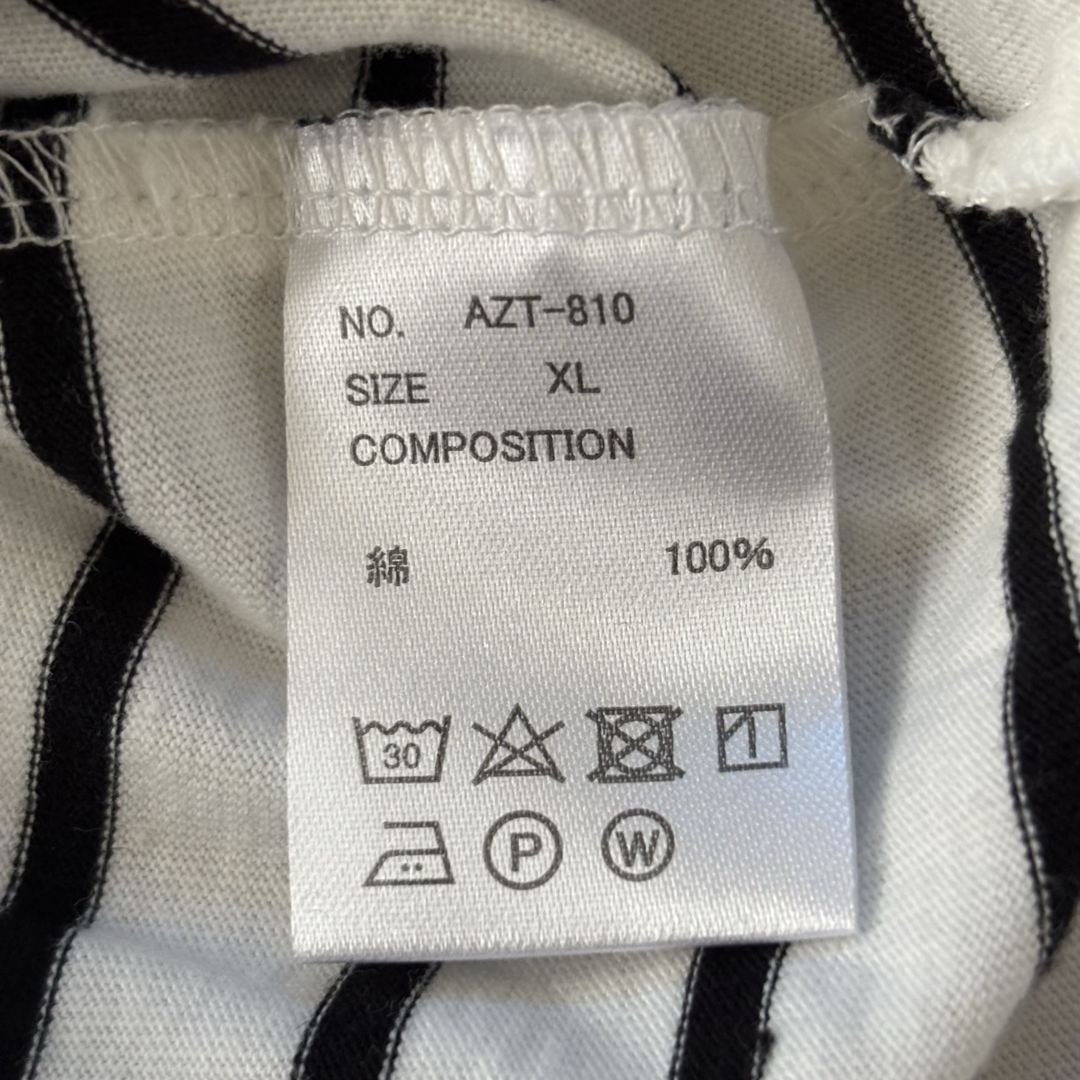 NO. AZT-810
SIZE XL
COMPOSITION
綿 100%
30
P W